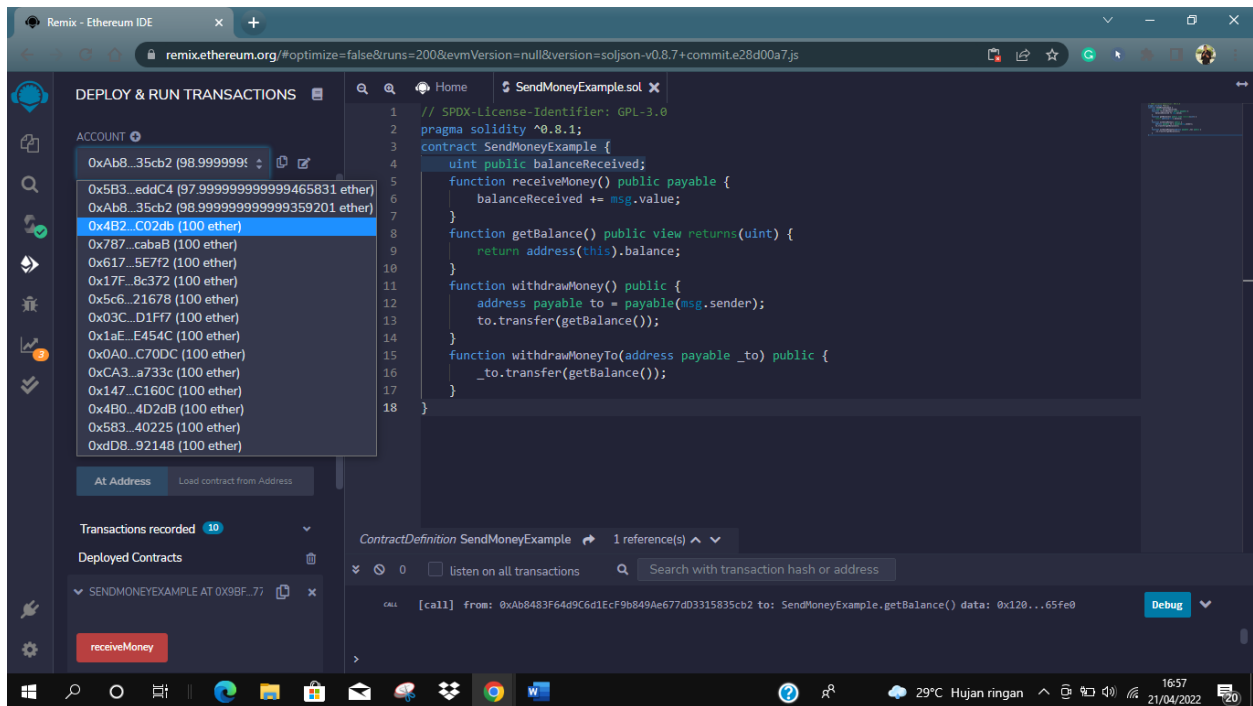 Remix - Ethereum IDE
remix.ethereum.org/#optimize=false&runs=200&evmVersion=null&version=soljson-v0.8.7+commit.e28d00a7.js
DEPLOY & RUN TRANSACTIONS
ACCOUNT
0xAb8...35cb2 (98.9999999
0x5B3...eddC4 (97.999999999999465831 ether)
0xAb8...35cb2 (98.999999999999359201 ether)
0x4B2...C02db (100 ether)
0x787...cabaB (100 ether)
0x617...5E7f2 (100 ether)
0x17F...8c372 (100 ether)
0x5c6...21678 (100 ether)
0x03C...D1Ff7 (100 ether)
0x1aE...E454C (100 ether)
0x0A0...C70DC (100 ether)
0xCA3...a733c (100 ether)
0x147...C160C (100 ether)
0x4B0...4D2dB (100 ether)
0x583...40225 (100 ether)
0xdD8...92148 (100 ether)
At Address
Load contract from Address
Transactions recorded 10
Deployed Contracts
SENDMONEYEXAMPLE AT 0X9BF...77
receiveMoney
3
Home
SendMoneyExample.sol
1 // SPDX-License-Identifier: GPL-3.0
2 pragma solidity ^0.8.1;
3 contract SendMoneyExample {
4 uint public balanceReceived;
5 function receiveMoney() public payable {
6 balanceReceived += msg.value;
7 }
8 function getBalance() public view returns(uint) {
9 return address(this).balance;
10 }
11 function withdrawMoney() public {
12 address payable to = payable(msg.sender);
13 to.transfer(getBalance());
14 }
15 function withdrawMoneyTo(address payable _to) public {
16 _to.transfer(getBalance());
17 }
18 }
ContractDefinition SendMoneyExample 1 reference(s)
0 listen on all transactions Search with transaction hash or address
CALL [call] from: 0xAb8483F64d9C6d1EcF9b849Ae677dD3315835cb2 to: SendMoneyExample.getBalance() data: 0x120...65fe0 Debug
>
29°C Hujan ringan
16:57
21/04/2022
20